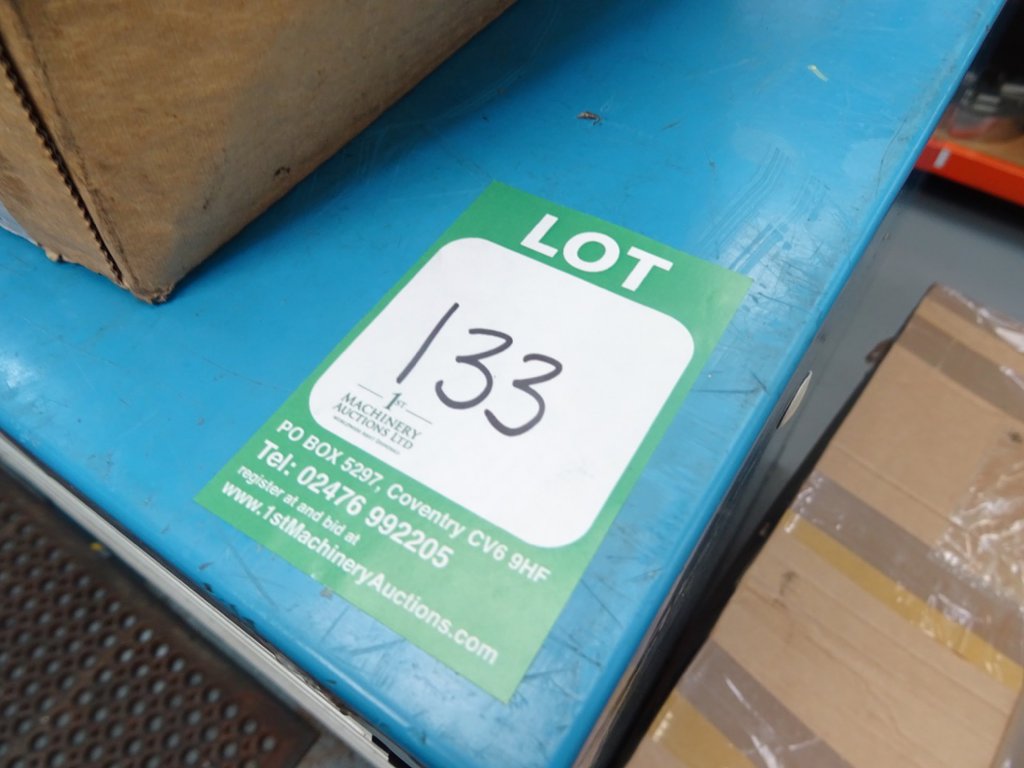 LOT
133
1ST
MACHINERY
AUCTIONS LTD
PO BOX 5297, Coventry CV6 9HF
Tel: 02476 992205
register at and bid at
www.1stMachineryAuctions.com